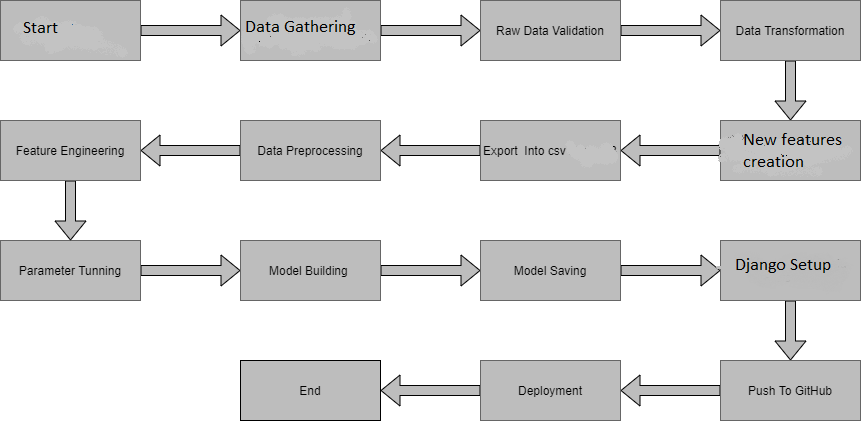 Start
Data Gathering
Raw Data Validation
Data Transformation
New features
creation
Export Into csv
Data Preprocessing
Feature Engineering
Parameter Tunning
Model Building
Model Saving
Django Setup
Push To GitHub
Deployment
End